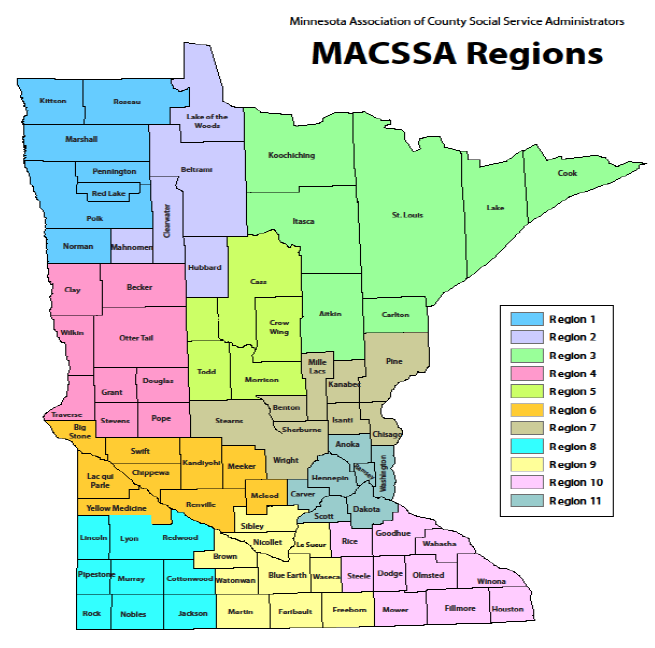 Minnesota Association of County Social Service Administrators
MACSSA Regions
Kittson
Roseau
Lake of the
Woods
Marshall
Koochiching
Beltrami
Pennington
Red Lake
Cook
Polk
Clearwater
Itasca
St. Louis
Lake
Norman
Mahnomen
Hubbard
Cass
Clay
Becker
Aitkin
Carlton
Crow
Wing
Wilkin
Otter Tail
Region 1
Region 2
Region 3
Region 4
Region 5
Region 6
Region 7
Region 8
Region 9
Region 10
Region 11
Todd
Morrison
Mille
Lacs
Kanabec
Pine
Grant
Douglas
Traverse
Stevens
Pope
Stearns
Benton
Sherburne
Isanti
Chisago
Big
Stone
Swift
Kandiyohi
Meeker
Wright
Anoka
Hennepin
Ramsey
Washington
Lac qui
Parle
Chippewa
Renville
Mcleod
Carver
Scott
Dakota
Yellow Medicine
Sibley
Nicollet
Le Sueur
Rice
Goodhue
Wabasha
Lincoln
Lyon
Redwood
Brown
Pipestone
Murray
Cottonwood
Watonwan
Blue Earth
Waseca
Steele
Dodge
Olmsted
Winona
Rock
Nobles
Jackson
Martin
Faribault
Freeborn
Mower
Fillmore
Houston